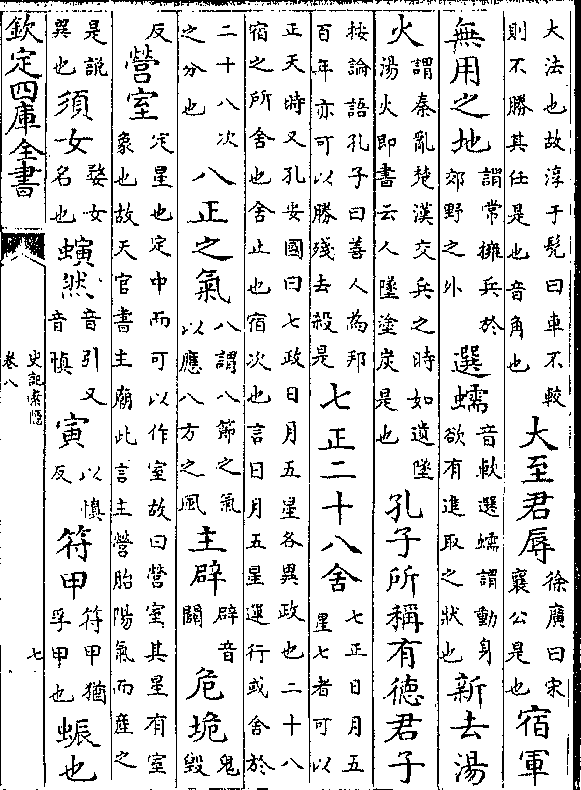 大法也故淳于髡曰車不較則不勝其任是也音角也大至君辱徐廣曰宋襄公是也宿軍
無用之地謂常擁兵於郊野之外選蠕音軟選蠕謂動身欲有進取之狀也新去湯
火謂秦亂楚漢交兵之時如遺墜湯火即書云人墜塗炭是也孔子所稱有德君子
按論語孔子曰善人為邦百年亦可以勝殘去殺是七正二十八舍七正日月五星七者可以
正天時又孔安國曰七政日月五星各異政也二十八宿之所舍也舍止也宿次也言日月五星運行或舍於
二十八次之分也八正之氣八謂八節之氣以應八方之風主辟辟音闢危垝鬼毀
反營室定星也定中而可以作室故曰營室其星有室象也故天官書主廟此言主營胎陽氣而產之
是說異也須女婺女名也螾然音引又音慎寅以慎反符甲符甲猶孚甲也蜄也
欽定四庫全書
史記索隱
卷八
七